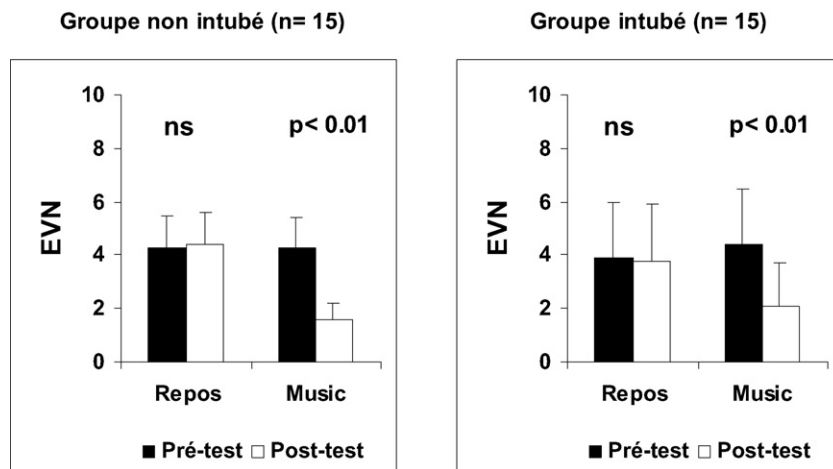 Groupe non intubé (n= 15)
EVN
10
8
6
4
2
0
ns
p< 0.01
Repos
Music
Pré-test
Post-test
Groupe intubé (n= 15)
EVN
10
8
6
4
2
0
ns
p< 0.01
Repos
Music
Pré-test
Post-test